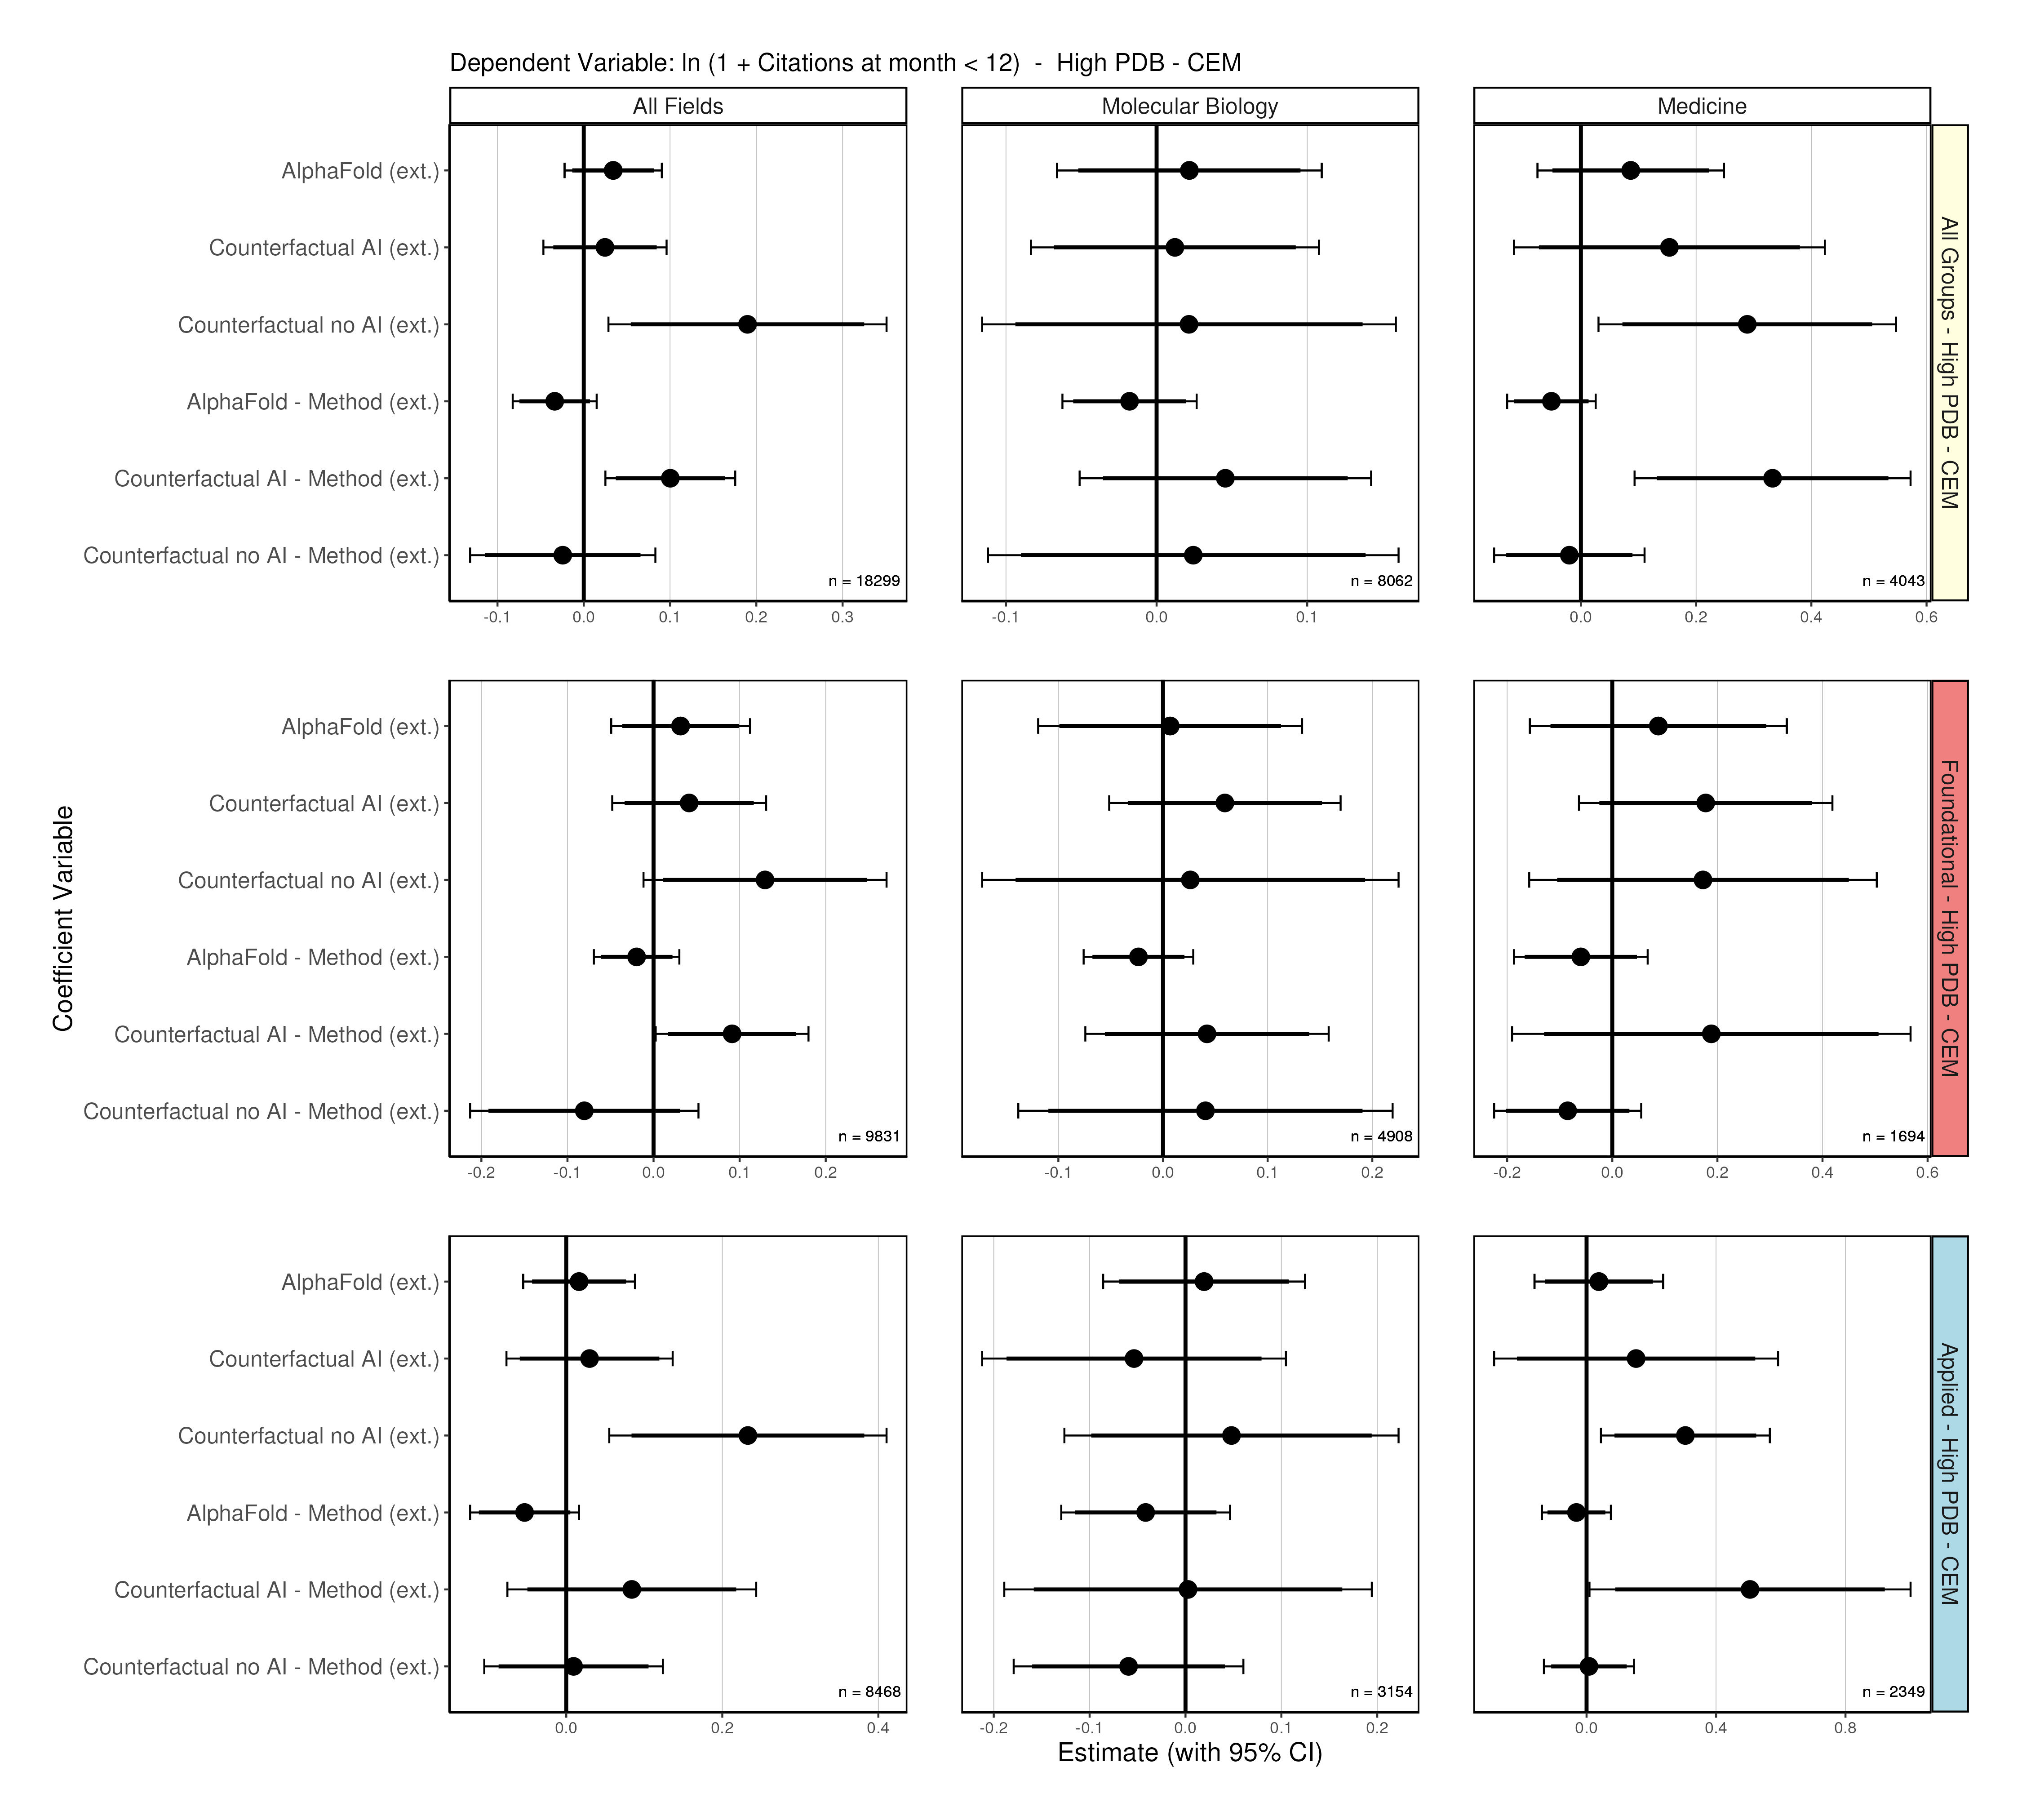 Dependent Variable: ln (1 + Citations at month < 12)  -  High PDB - CEM
All Fields
Molecular Biology
Medicine
AlphaFold (ext.)
Counterfactual AI (ext.)
Counterfactual no AI (ext.)
AlphaFold - Method (ext.)
Counterfactual AI - Method (ext.)
Counterfactual no AI - Method (ext.)
n = 18299
n = 8062
n = 4043
All Groups - High PDB - CEM
-0.1 0.0 0.1 0.2 0.3
-0.1 0.0 0.1
0.0 0.2 0.4 0.6
Coefficient Variable
AlphaFold (ext.)
Counterfactual AI (ext.)
Counterfactual no AI (ext.)
AlphaFold - Method (ext.)
Counterfactual AI - Method (ext.)
Counterfactual no AI - Method (ext.)
n = 9831
n = 4908
n = 1694
Foundational - High PDB - CEM
-0.2 -0.1 0.0 0.1 0.2
-0.1 0.0 0.1 0.2
-0.2 0.0 0.2 0.4 0.6
AlphaFold (ext.)
Counterfactual AI (ext.)
Counterfactual no AI (ext.)
AlphaFold - Method (ext.)
Counterfactual AI - Method (ext.)
Counterfactual no AI - Method (ext.)
n = 8468
n = 3154
n = 2349
Applied - High PDB - CEM
0.0 0.2 0.4
-0.2 -0.1 0.0 0.1 0.2
0.0 0.4 0.8
Estimate (with 95% CI)